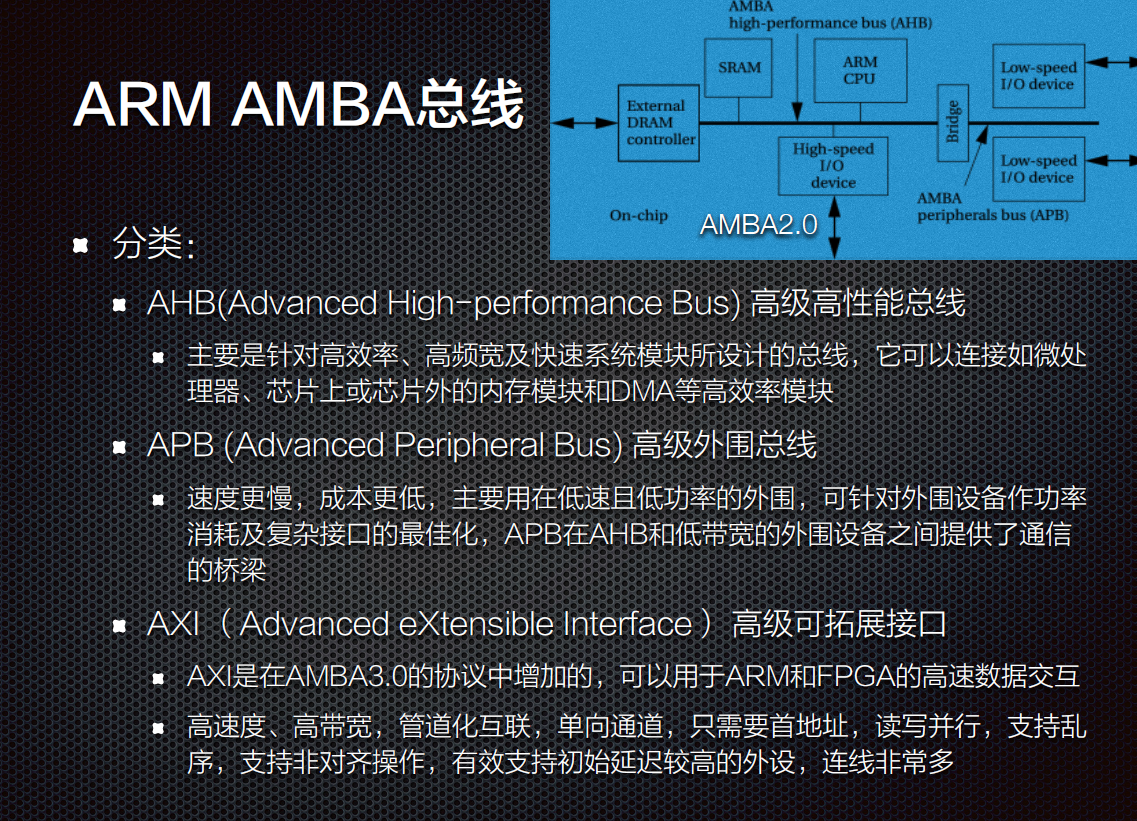 ARM AMBA总线
AMBA
high-performance bus (AHB)
SRAM
ARM
CPU
Low-speed
I/O device
External
DRAM
controller
Bridge
High-speed
I/O
device
Low-speed
I/O device
On-chip
AMBA2.0
AMBA
peripherals bus (APB)
分类：
AHB(Advanced High-performance Bus) 高级高性能总线
主要是针对高效率、高频宽及快速系统模块所设计的总线，它可以连接如微处
理器、芯片上或芯片外的内存模块和DMA等高效率模块
APB (Advanced Peripheral Bus) 高级外围总线
速度更慢，成本更低，主要用在低速且低功率的外围，可针对外围设备作功率
消耗及复杂接口的最佳化，APB在AHB和低带宽的外围设备之间提供了通信
的桥梁
AXI（ Advanced eXtensible Interface ）高级可拓展接口
AXI是在AMBA3.0的协议中增加的，可以用于ARM和FPGA的高速数据交互
高速度、高带宽，管道化互联，单向通道，只需要首地址，读写并行，支持乱
序，支持非对齐操作，有效支持初始延迟较高的外设，连线非常多